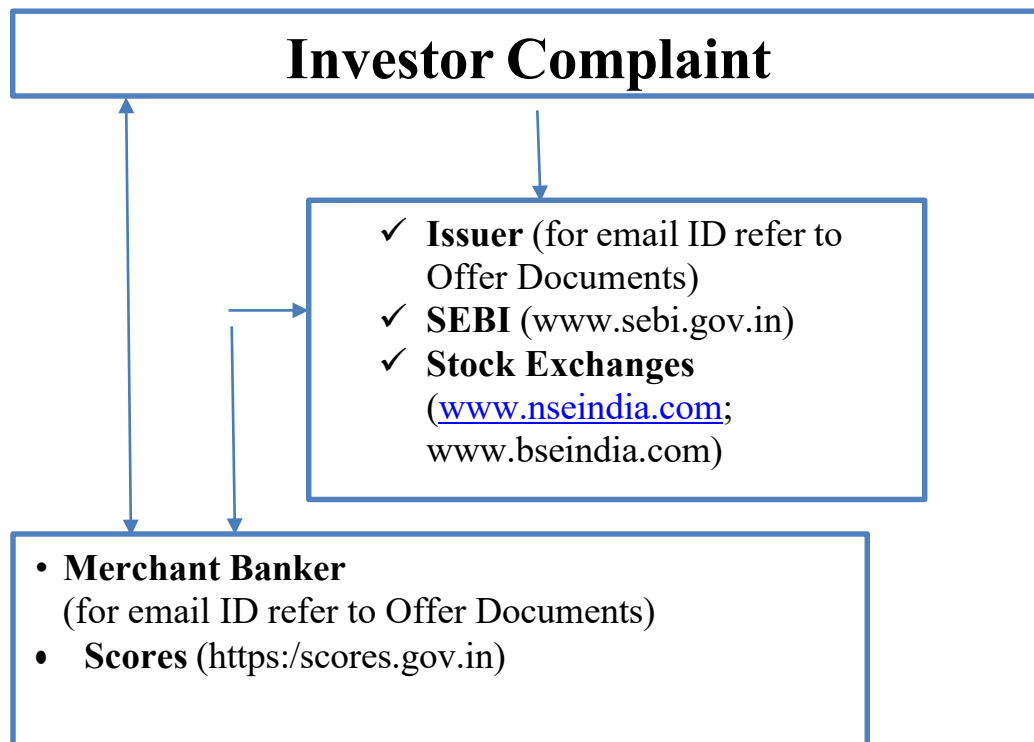 Investor Complaint
✓ Issuer (for email ID refer to
Offer Documents)
✓ SEBI (www.sebi.gov.in)
✓ Stock Exchanges
(www.nseindia.com;
www.bseindia.com)
• Merchant Banker
(for email ID refer to Offer Documents)
• Scores (https:/scores.gov.in)